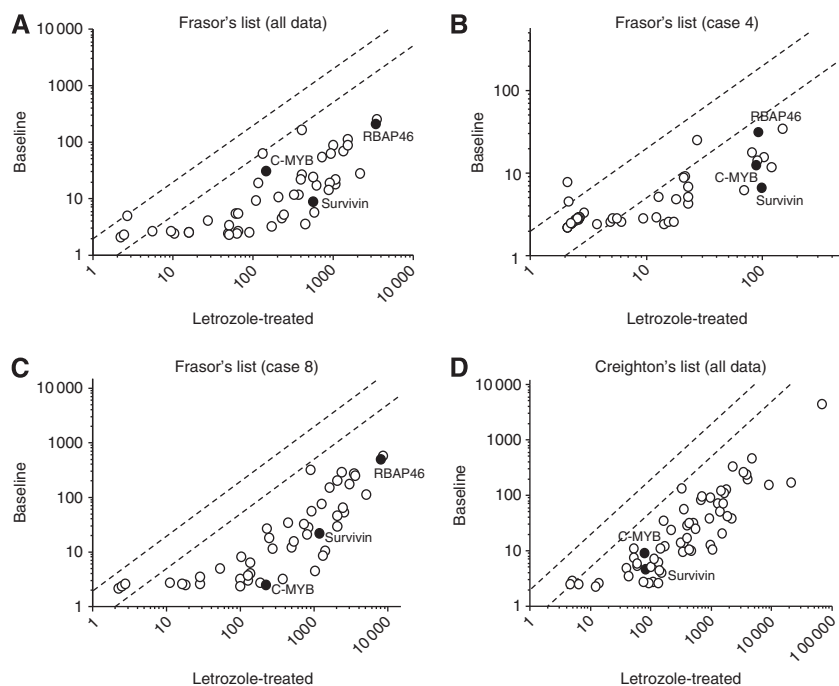 A
Frasor's list (all data)
10 000
1000
100
10
1
Baseline
C-MYB
RBAP46
Survivin
1
10
100
1000
10 000
Letrozole-treated
B
Frasor's list (case 4)
100
10
1
Baseline
RBAP46
C-MYB
Survivin
1
10
100
Letrozole-treated
C
Frasor's list (case 8)
10 000
1000
100
10
1
Baseline
RBAP46
Survivin
C-MYB
1
10
100
1000
10 000
Letrozole-treated
D
Creighton's list (all data)
10 000
1000
100
10
1
Baseline
C-MYB
Survivin
1
10
100
1000
10 000
100 000
Letrozole-treated